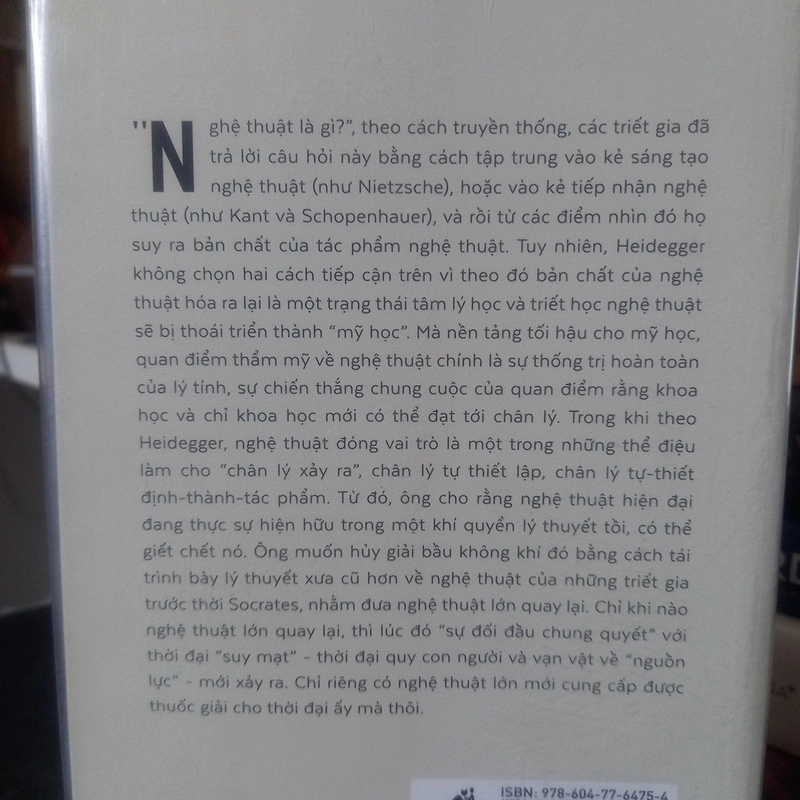 "Nghệ thuật là gì?", theo cách truyền thống, các triết gia đã
trả lời câu hỏi này bằng cách tập trung vào kẻ sáng tạo
nghệ thuật (như Nietzsche), hoặc vào kẻ tiếp nhận nghệ
thuật (như Kant và Schopenhauer), và rồi từ các điểm nhìn đó họ
suy ra bản chất của tác phẩm nghệ thuật. Tuy nhiên, Heidegger
không chọn hai cách tiếp cận trên vì theo đó bản chất của nghệ
thuật hóa ra lại là một trạng thái tâm lý học và triết học nghệ thuật
sẽ bị thoái triển thành "mỹ học". Mà nền tảng tối hậu cho mỹ học,
quan điểm thẩm mỹ về nghệ thuật chính là sự thống trị hoàn toàn
của lý tính, sự chiến thắng chung cuộc của quan điểm rằng khoa
học và chỉ khoa học mới có thể đạt tới chân lý. Trong khi theo
Heidegger, nghệ thuật đóng vai trò là một trong những thể điệu
làm cho "chân lý xảy ra", chân lý tự thiết lập, chân lý tự-thiết
định-thành-tác phẩm. Từ đó, ông cho rằng nghệ thuật hiện đại
đang thực sự hiện hữu trong một khí quyển lý thuyết tồi, có thể
giết chết nó. Ông muốn hủy giải bầu không khí đó bằng cách tái
trình bày lý thuyết xưa cũ hơn về nghệ thuật của những triết gia
trước thời Socrates, nhằm đưa nghệ thuật lớn quay lại. Chỉ khi nào
nghệ thuật lớn quay lại, thì lúc đó "sự đối đầu chung quyết" với
thời đại "suy mạt" - thời đại quy con người và vạn vật về "nguồn
lực" - mới xảy ra. Chỉ riêng có nghệ thuật lớn mới cung cấp được
thuốc giải cho thời đại ấy mà thôi.
ISBN: 978-604-77-6475-4